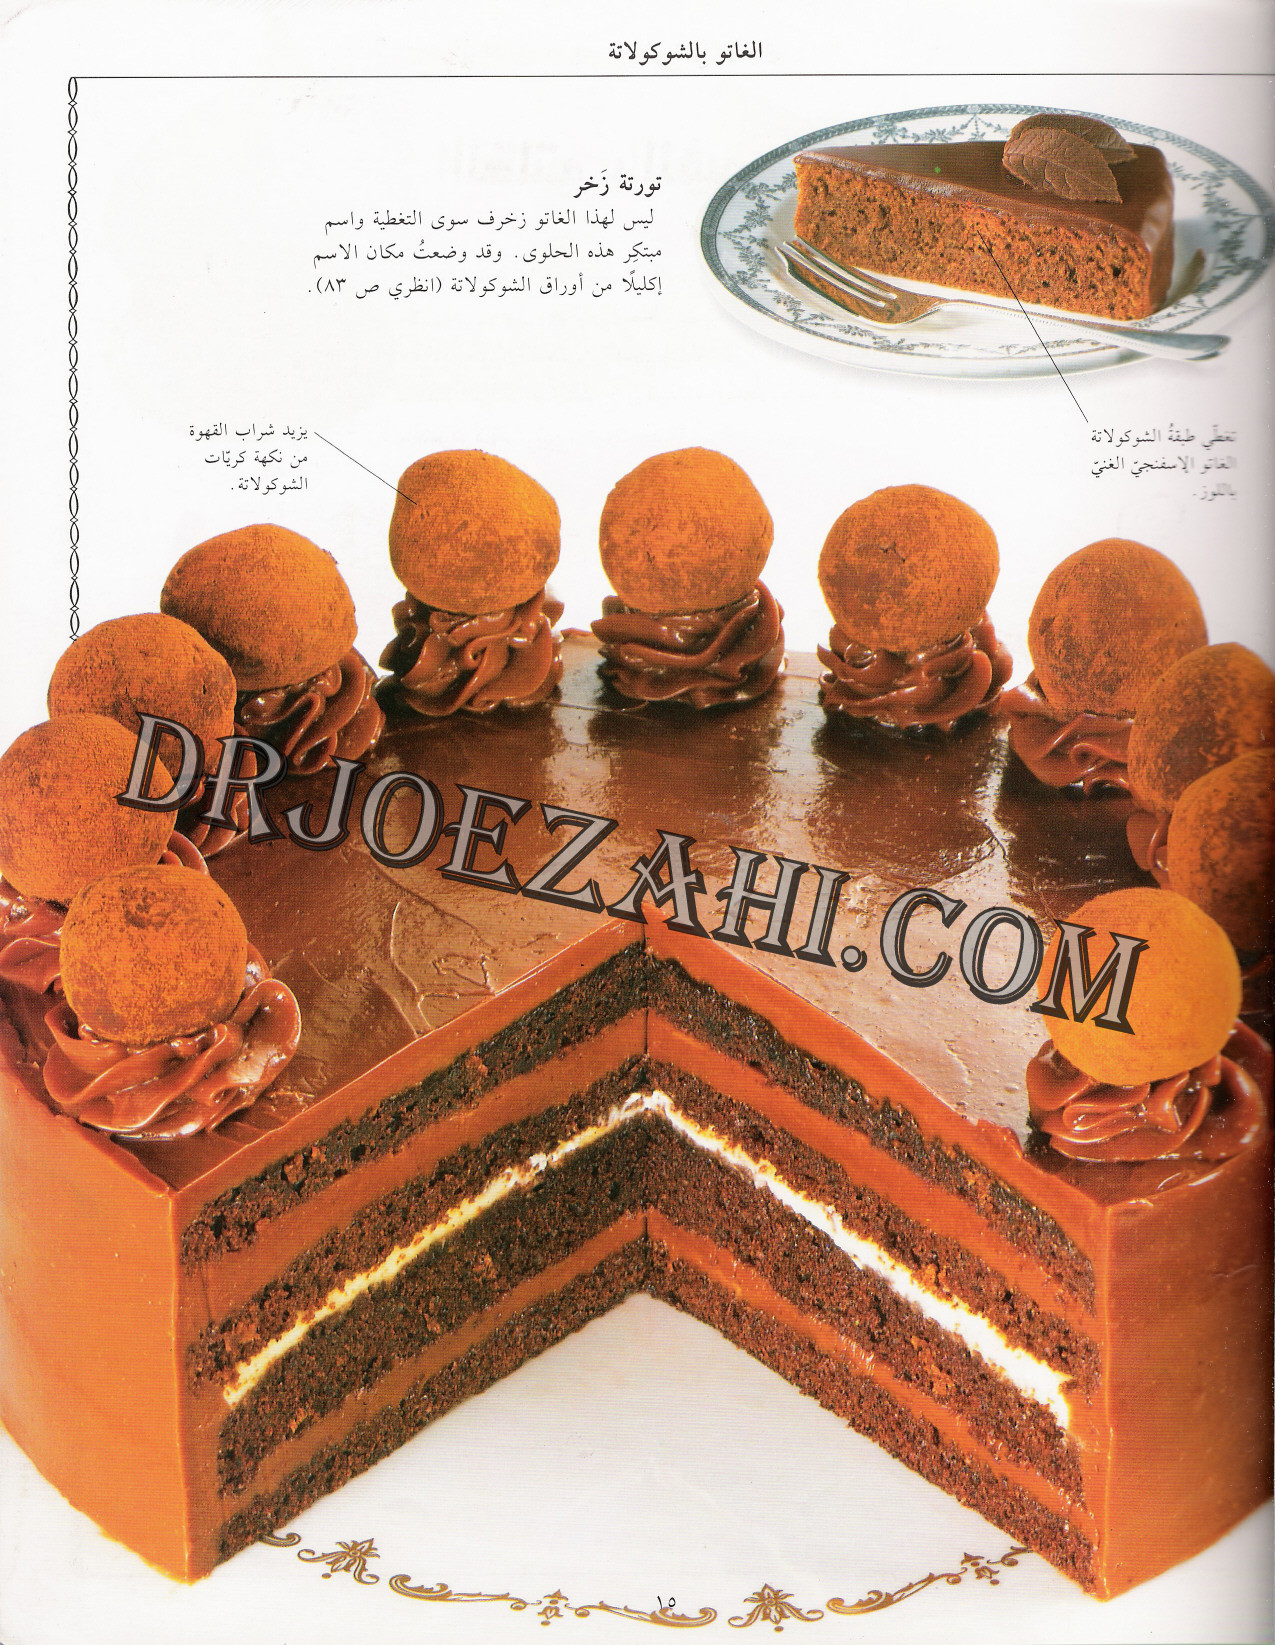 الغاتو بالشوكولاتة
تورتة زَخر
ليس لهذا الغاتو زخرف سوى التغطية واسم
مبتكِر هذه الحلوى. وقد وضعتُ مكان الاسم
إكليلًا من أوراق الشوكولاتة (انظري ص ٨٣).
تغطّي طبقةُ الشوكولاتة
الغاتو الإسفنجيّ الغنيّ
باللوز.
يزيد شراب القهوة
من نكهة كريّات
الشوكولاتة.
DRJOEZAHI.COM
١٥